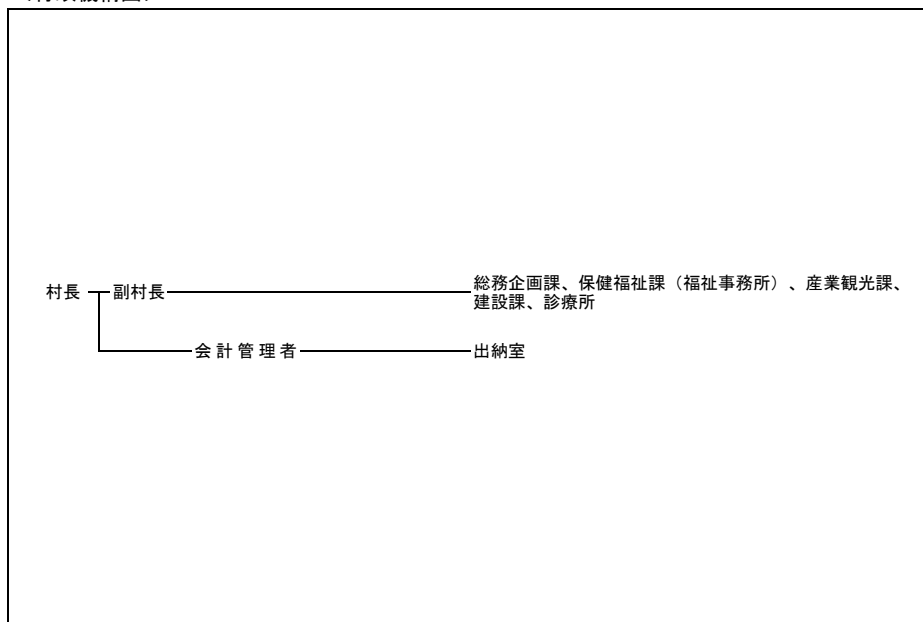 村長
副村長
総務企画課、保健福祉課（福祉事務所）、産業観光課、
建設課、診療所
会計管理者
出納室